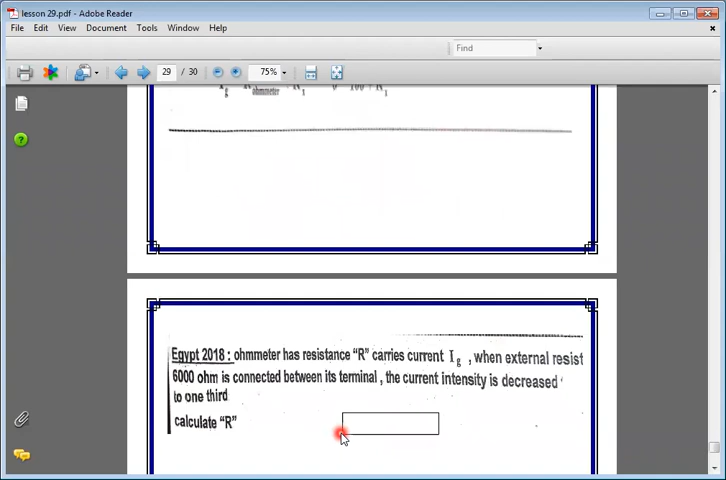 lesson 29.pdf - Adobe Reader
File Edit View Document Tools Window Help
Find
29 / 30 75%
I g ohmmeter
Egypt 2018 : ohmmeter has resistance “R” carries current I g , when external resist
6000 ohm is connected between its terminal , the current intensity is decreased
to one third
calculate “R”